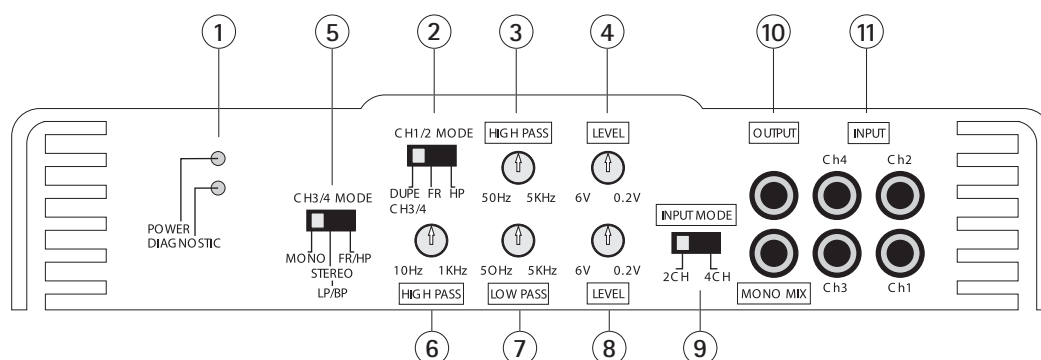 1
5
2
3
4
10
11
CH1/2 MODE
HIGH PASS
LEVEL
OUTPUT
INPUT
Ch4
Ch2
DUPE FR HP
CH3/4
50Hz 5KHz
6V 0.2V
CH3/4 MODE
MONO FR/HP
STEREO
LP/BP
POWER
DIAGNOSTIC
INPUT MODE
2CH 4CH
10Hz 1KHz
50Hz 5KHz
6V 0.2V
HIGH PASS
LOW PASS
LEVEL
MONO MIX
Ch3
Ch1
6
7
8
9